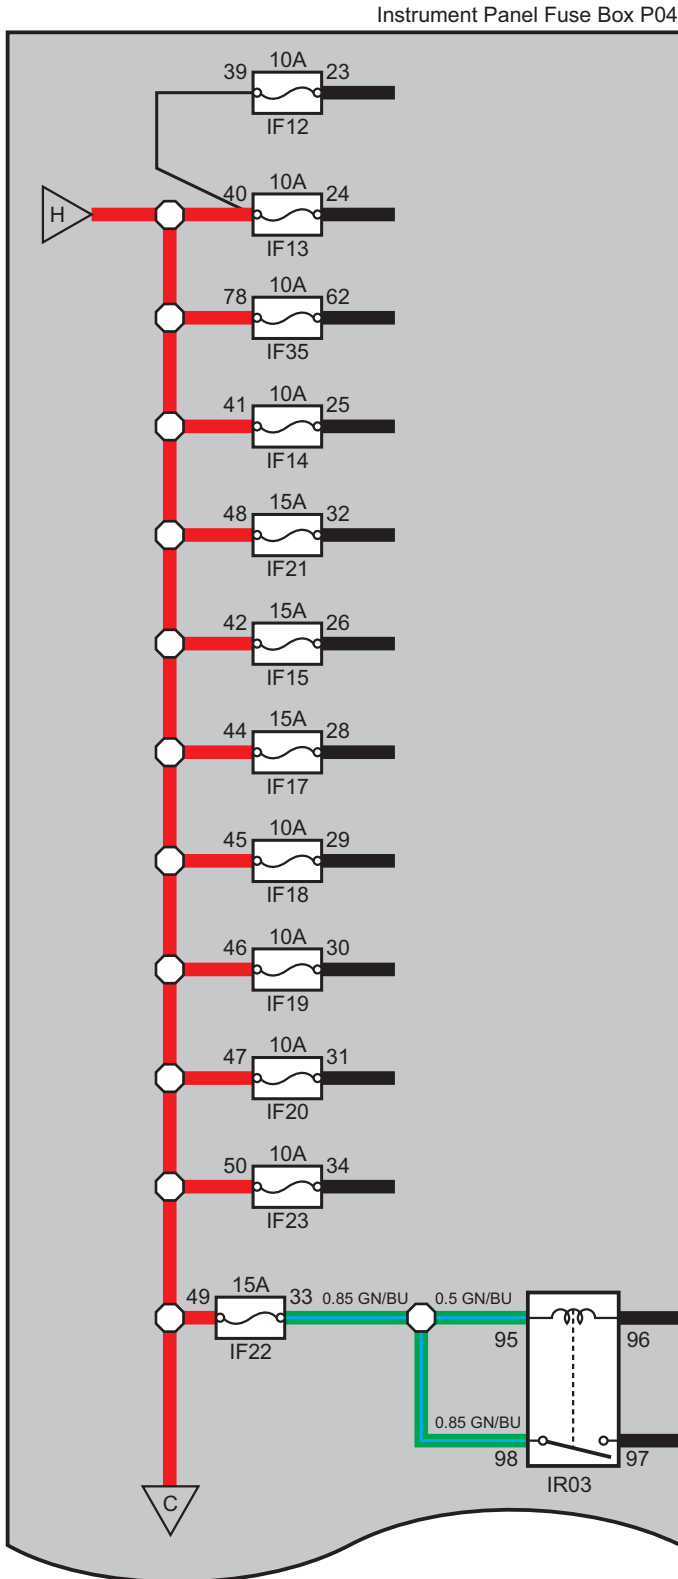 Instrument Panel Fuse Box P04
10A
39 23
IF12
10A
40 24
H
IF13
10A
78 62
IF35
10A
41 25
IF14
15A
48 32
IF21
15A
42 26
IF15
15A
44 28
IF17
10A
45 29
IF18
10A
46 30
IF19
10A
47 31
IF20
10A
50 34
IF23
15A
49 33 0.85 GN/BU 0.5 GN/BU
95 96
IF22
0.85 GN/BU
98 97
IR03
C